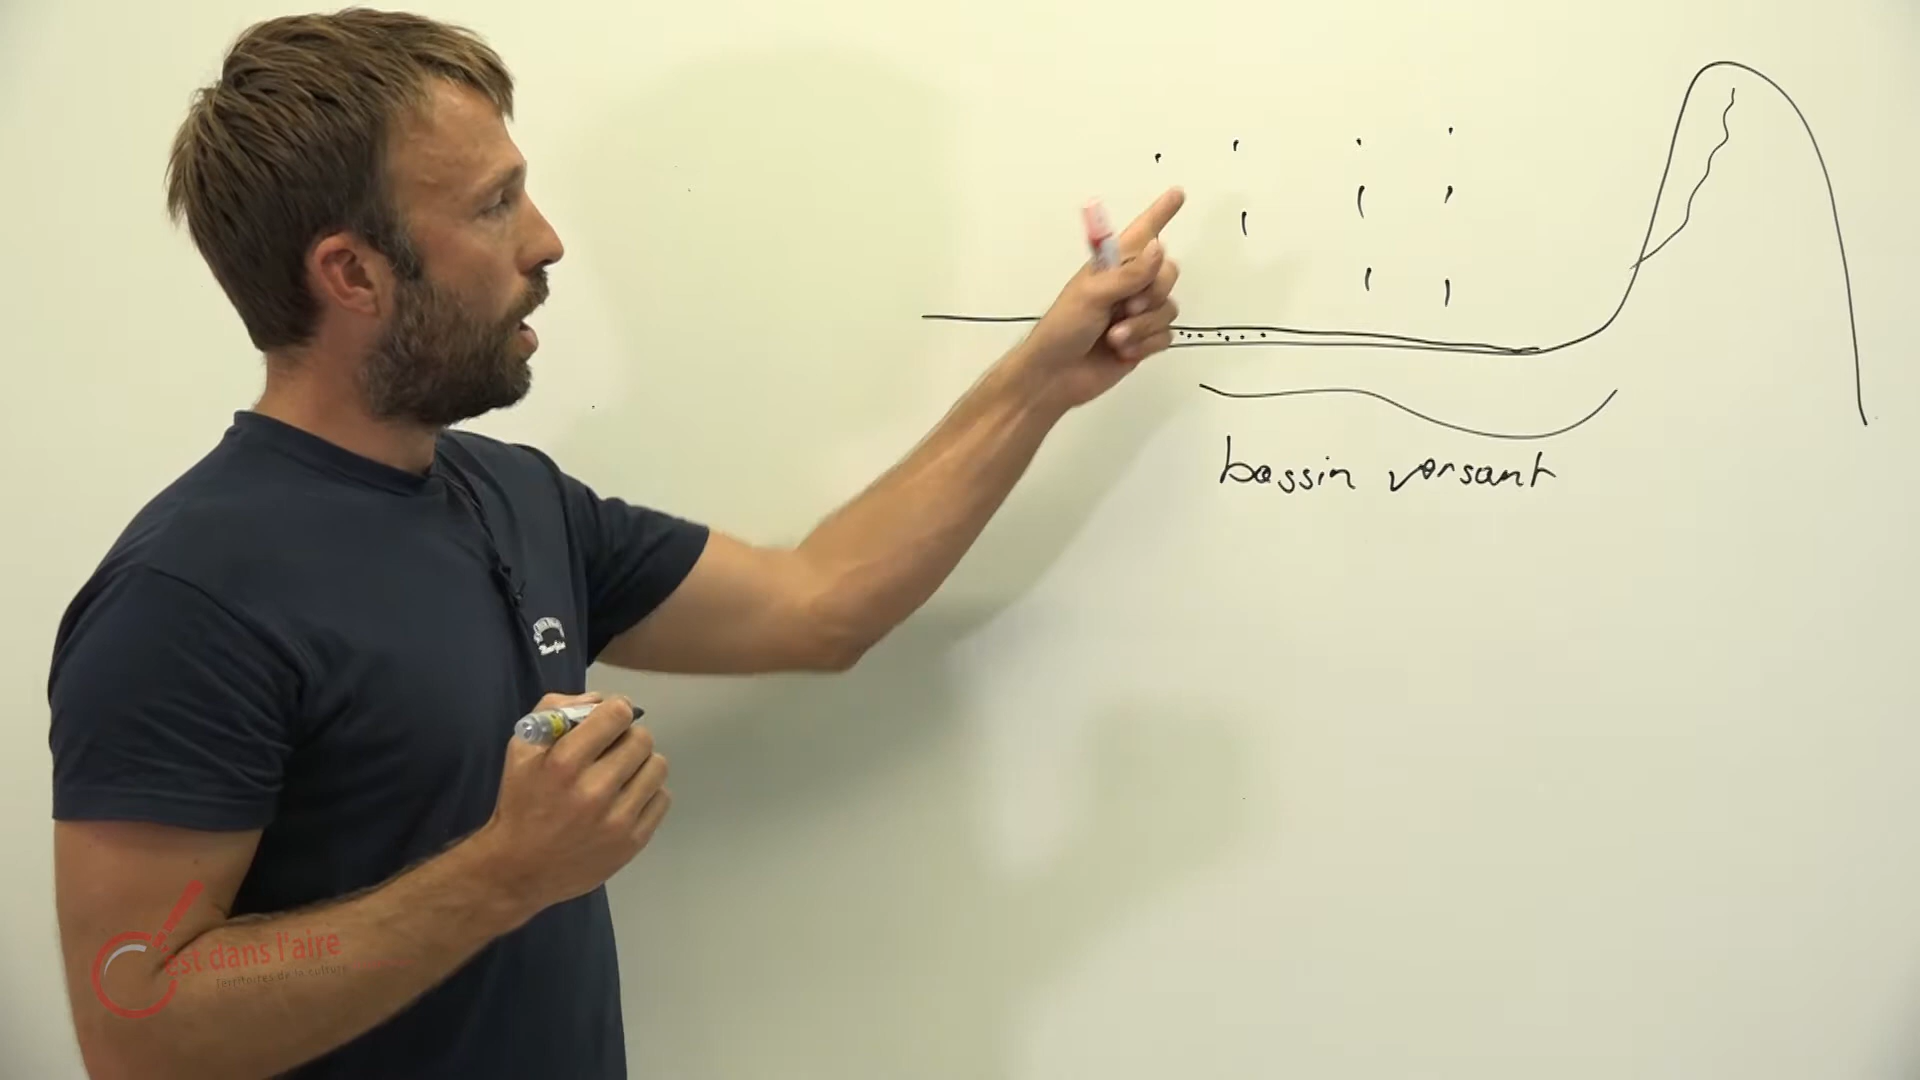 bassin versant
est dans l'aire
Territoires de la culture